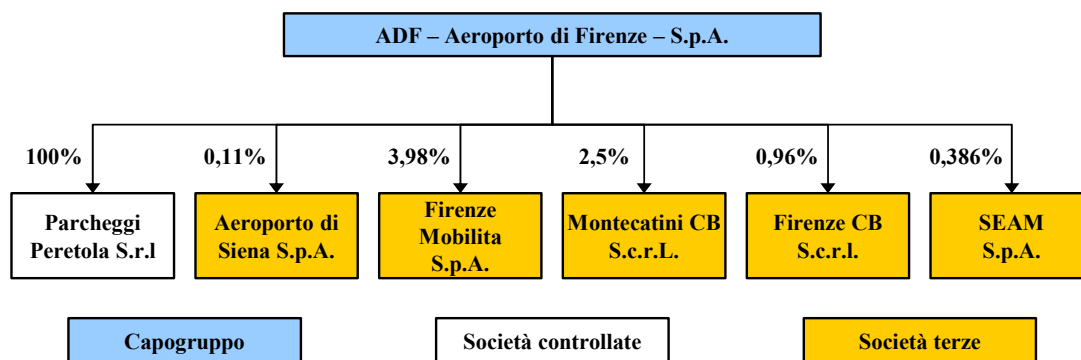 ADF – Aeroporto di Firenze – S.p.A.
100%
0,11%
3,98%
2,5%
0,96%
0,386%
Parcheggi
Peretola S.r.l
Aeroporto di
Siena S.p.A.
Firenze
Mobilita
S.p.A.
Montecatini CB
S.c.r.L.
Firenze CB
S.c.r.l.
SEAM
S.p.A.
Capogruppo
Società controllate
Società terze